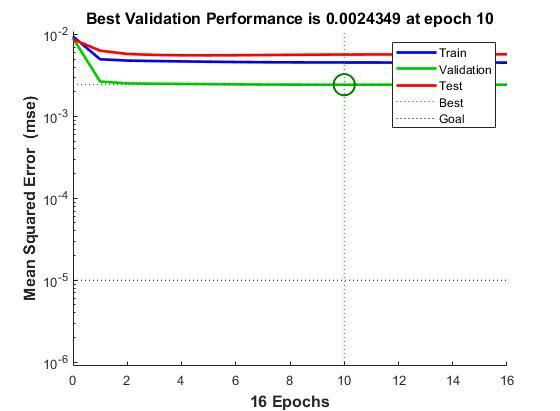 Best Validation Performance is 0.0024349 at epoch 10
Mean Squared Error (mse)
10⁻²
10⁻³
10⁻⁴
10⁻⁵
10⁻⁶
Train
Validation
Test
Best
Goal
0 2 4 6 8 10 12 14 16
16 Epochs